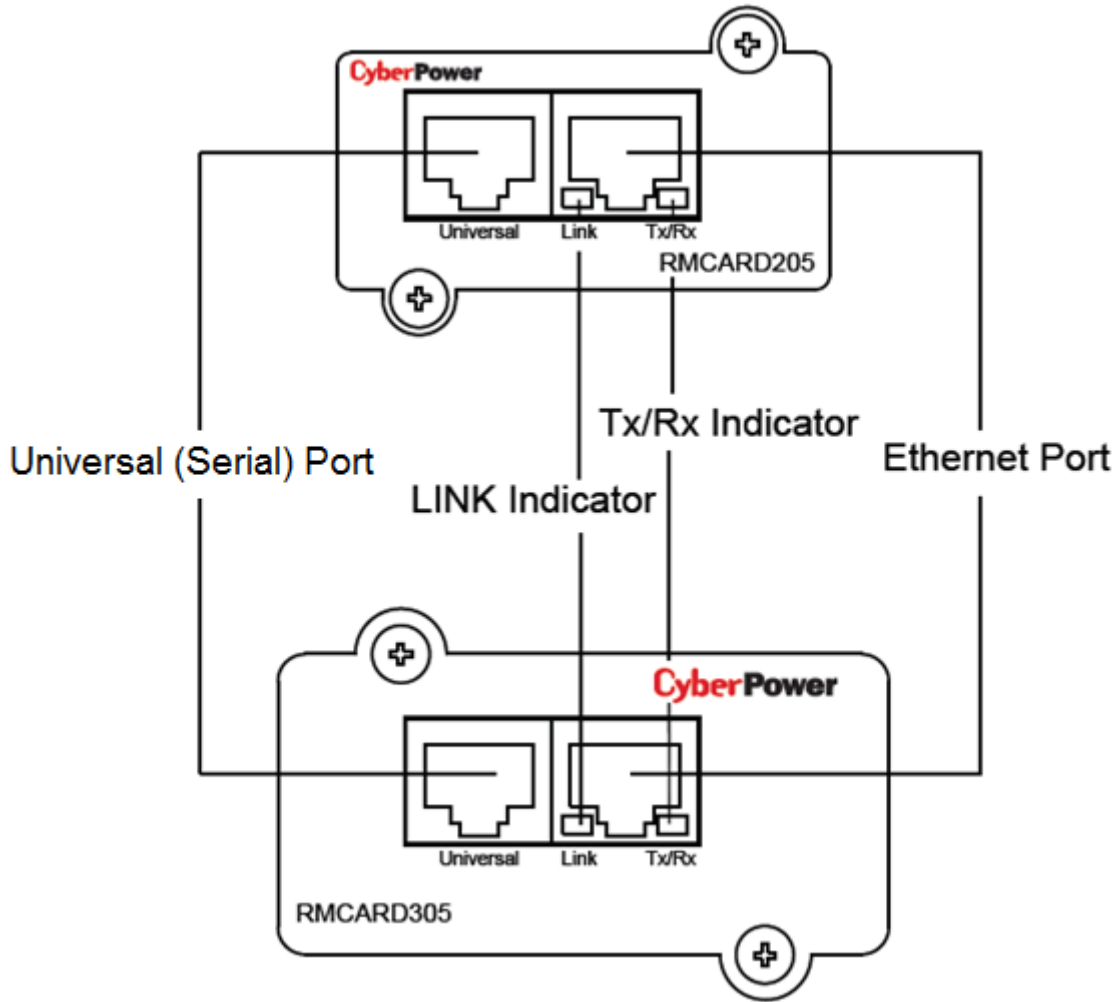 CyberPower
Universal Link Tx/Rx
RMCARD205
Tx/Rx Indicator
Universal (Serial) Port
Ethernet Port
LINK Indicator
CyberPower
Universal Link Tx/Rx
RMCARD305